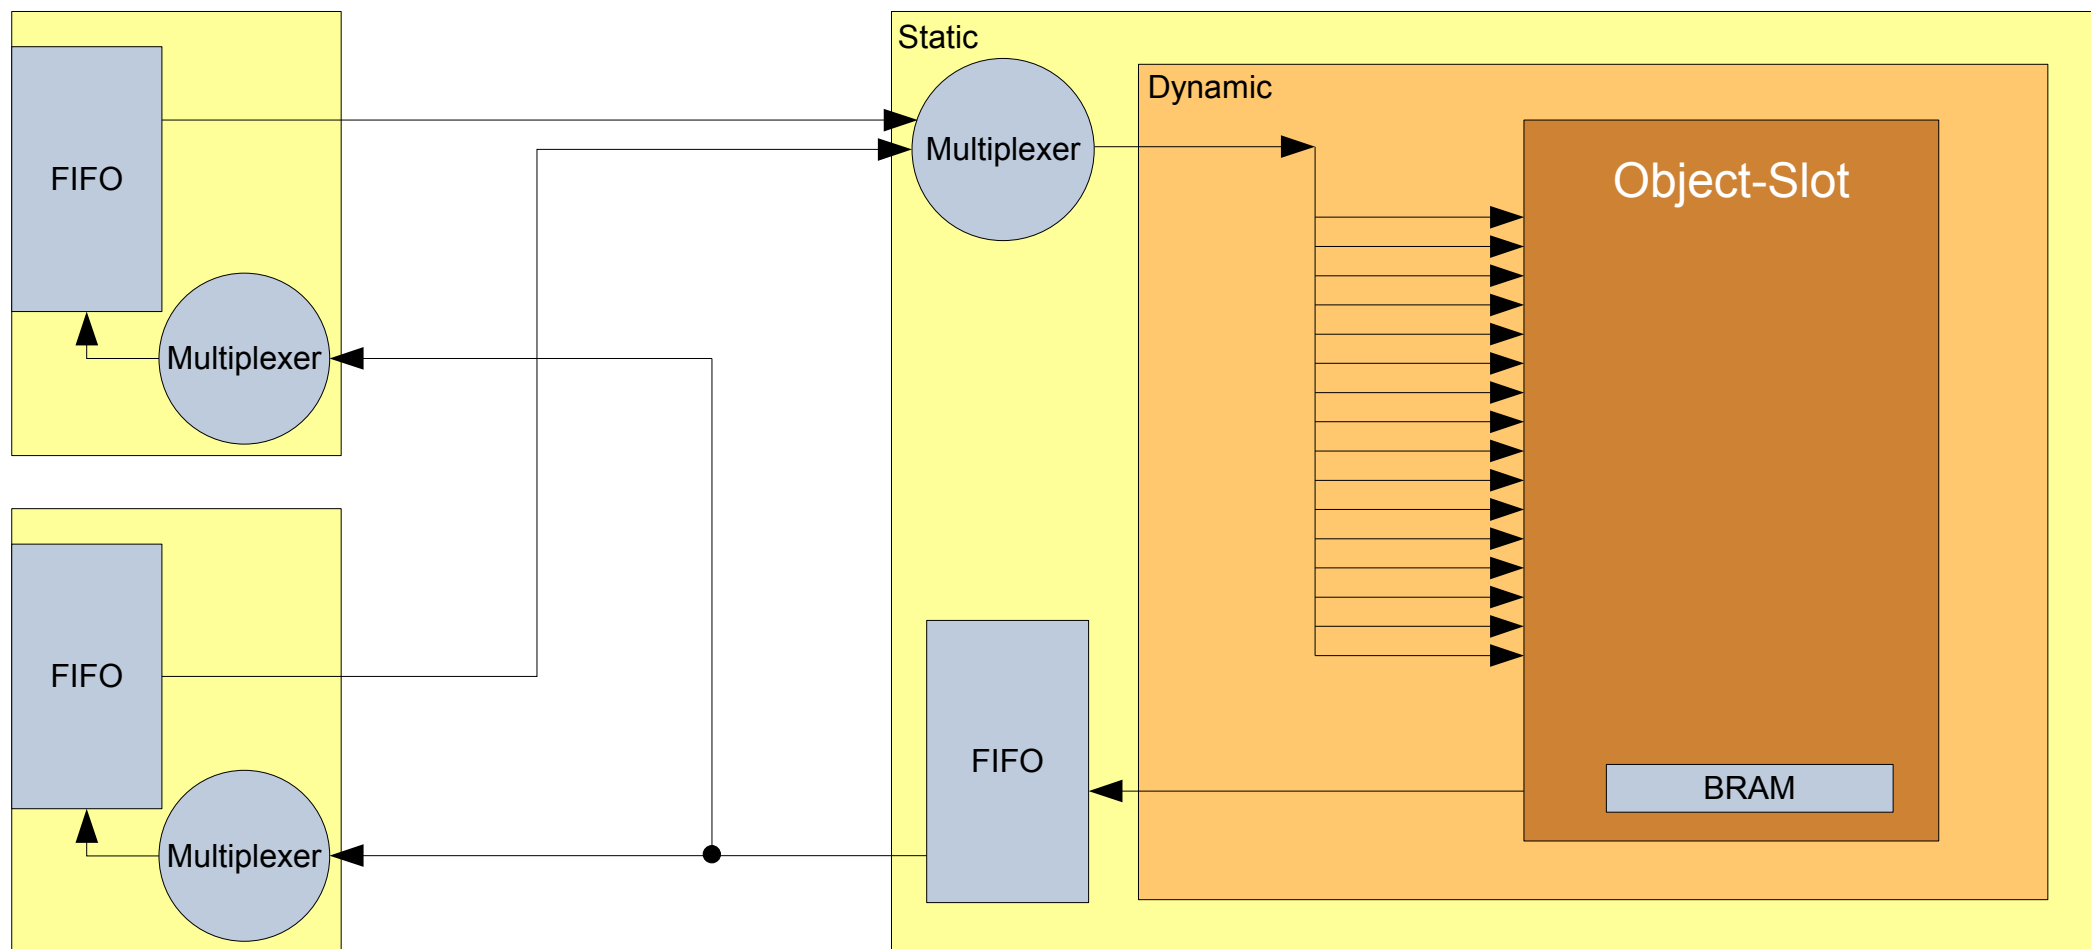 Static
Dynamic
Multiplexer
Object-Slot
FIFO
Multiplexer
FIFO
Multiplexer
FIFO
BRAM